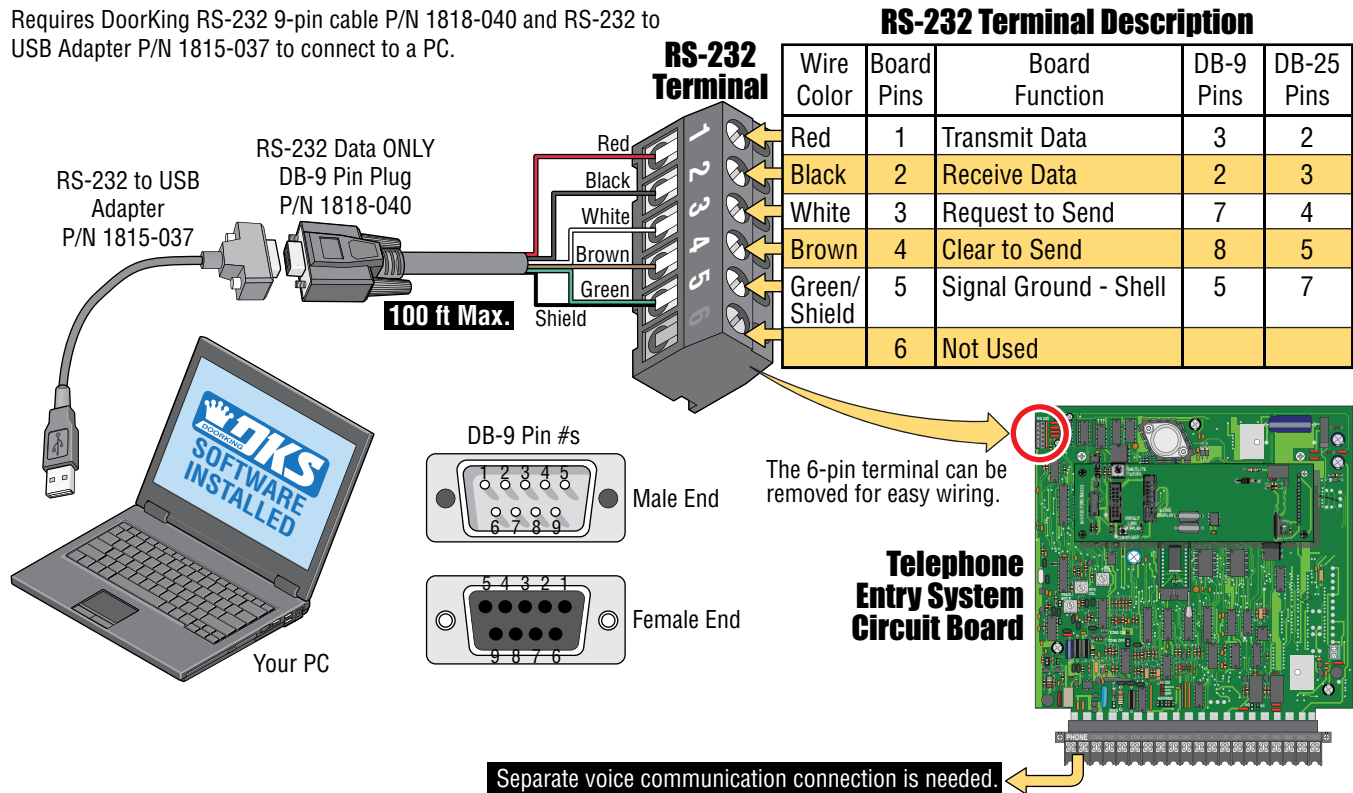 Requires DoorKing RS-232 9-pin cable P/N 1818-040 and RS-232 to
USB Adapter P/N 1815-037 to connect to a PC.
RS-232 Terminal Description
RS-232
Terminal
Wire Color Board Pins Board Function DB-9 Pins DB-25 Pins
Red 1 Transmit Data 3 2
Black 2 Receive Data 2 3
White 3 Request to Send 7 4
Brown 4 Clear to Send 8 5
Green/ Shield 5 Signal Ground - Shell 5 7
6 Not Used
1
2
3
4
5
6
Red
Black
White
Brown
Green
Shield
RS-232 Data ONLY
DB-9 Pin Plug
P/N 1818-040
RS-232 to USB
Adapter
P/N 1815-037
100 ft Max.
DOORKING
DKS
SOFTWARE
INSTALLED
Your PC
DB-9 Pin #s
1 2 3 4 5
6 7 8 9
Male End
5 4 3 2 1
9 8 7 6
Female End
The 6-pin terminal can be
removed for easy wiring.
Telephone
Entry System
Circuit Board
RS 232
PHONE
Separate voice communication connection is needed.